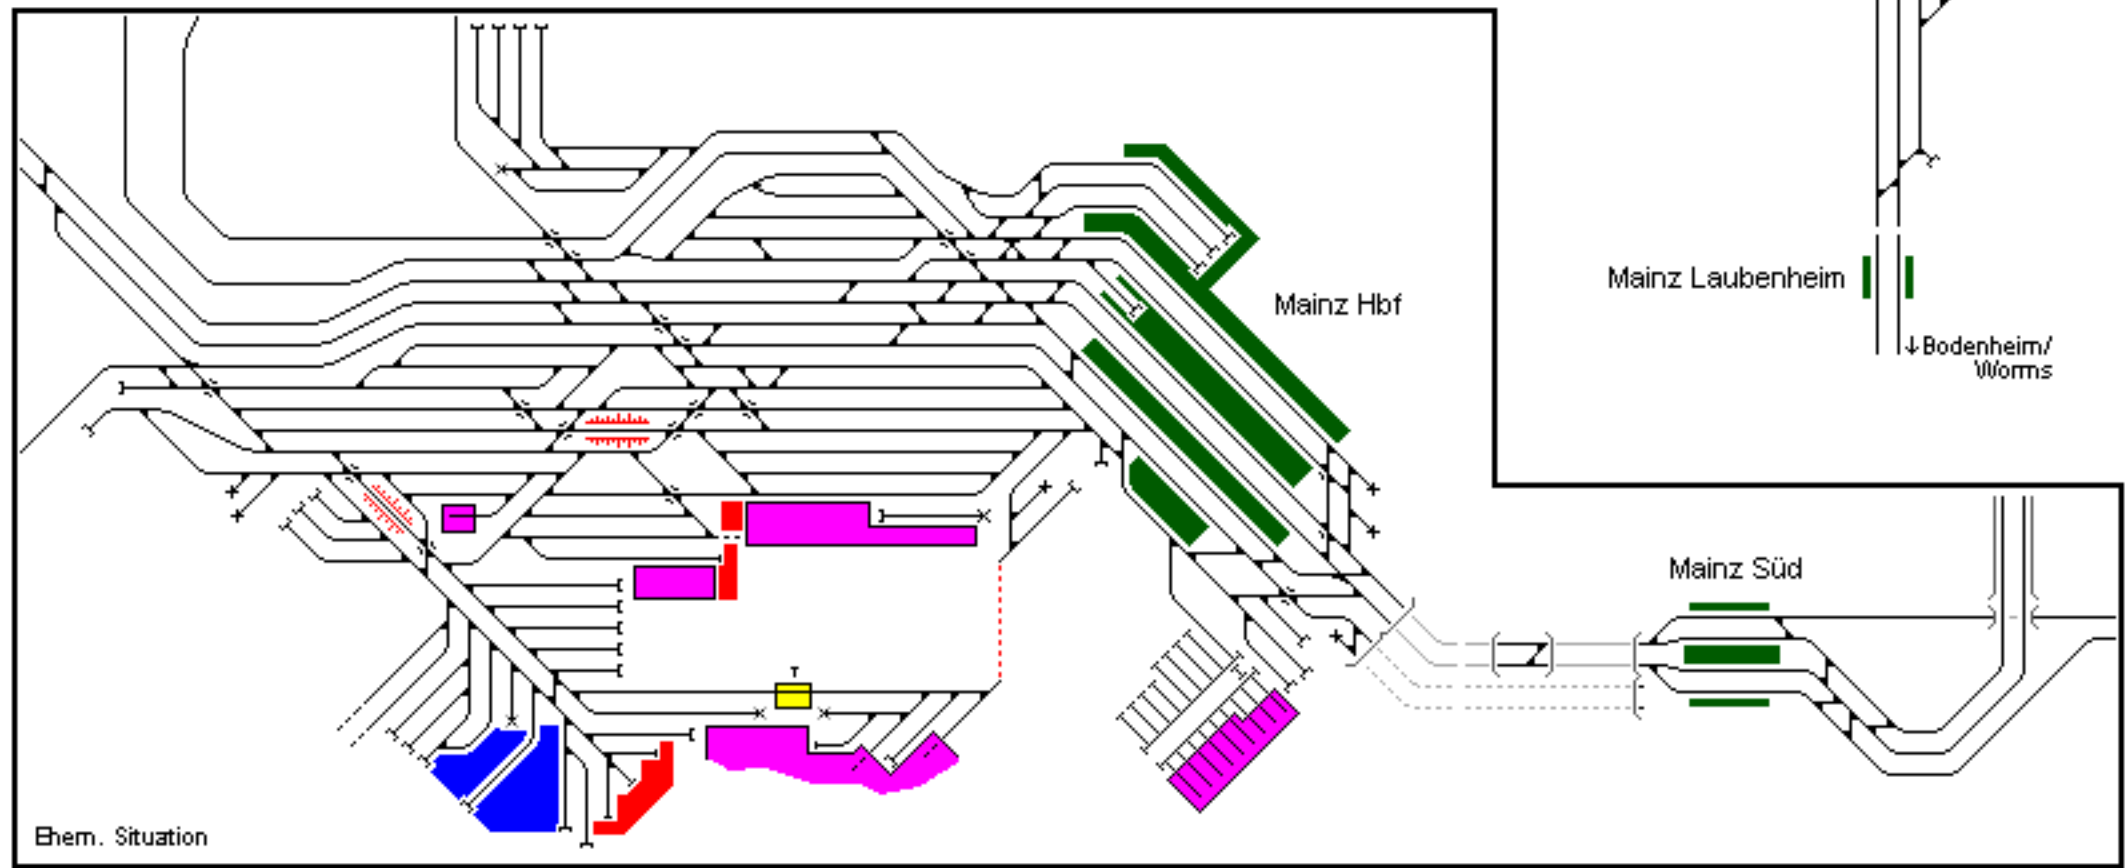 Mainz Hbf
Mainz Laubenheim
↓Bodenheim/
Worms
Mainz Süd
Ehem. Situation